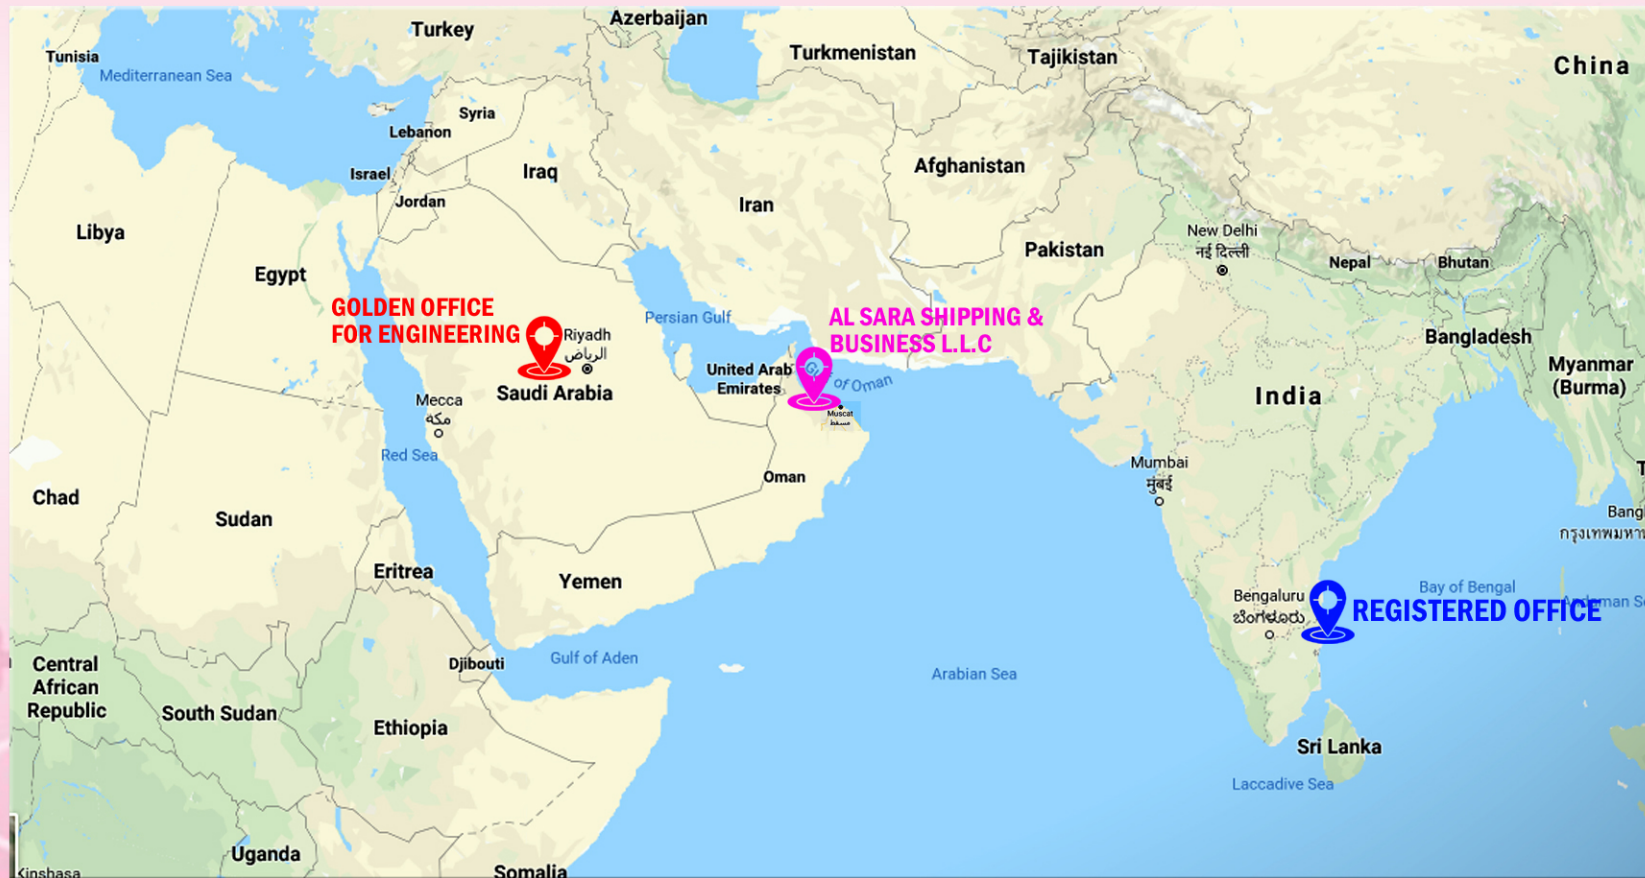 Azerbaijan
Turkey
Tunisia
Mediterranean Sea
Turkmenistan
Tajikistan
China
Syria
Lebanon
Israel
Iraq
Jordan
Afghanistan
Iran
Pakistan
Libya
Egypt
New Delhi
नई दिल्ली
Nepal
Bhutan
GOLDEN OFFICE
FOR ENGINEERING
Riyadh
الرياض
Saudi Arabia
Persian Gulf
AL SARA SHIPPING &
BUSINESS L.L.C
United Arab
Emirates
of Oman
Muscat
مسقط
Bangladesh
Myanmar
(Burma)
India
Mecca
مكة
Red Sea
Oman
Mumbai
मुंबई
Chad
Sudan
Eritrea
Yemen
Bengaluru
ಬೆಂಗಳೂರು
Bay of Bengal
REGISTERED OFFICE
Central
African
Republic
South Sudan
Djibouti
Gulf of Aden
Ethiopia
Arabian Sea
Sri Lanka
Laccadive Sea
Uganda
Kinshasa
Somalia